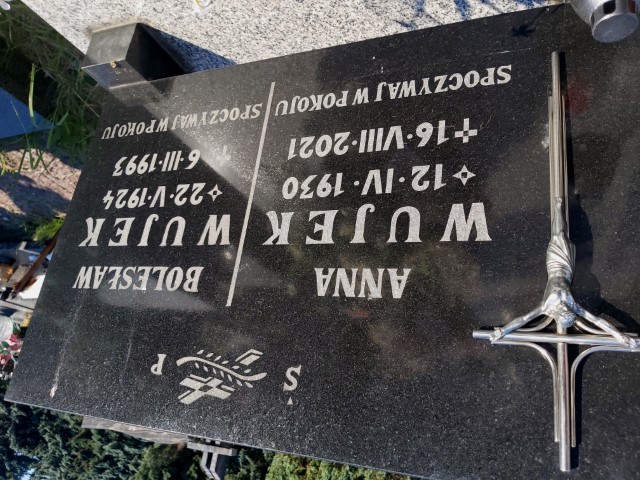 Ś P
ANNA
WUJEK
✧ 12·IV·1930
✝ 16·VIII·2021
SPOCZYWAJ W POKOJU
BOLESŁAW
WUJEK
✧ 22·V·1924
✝ 6·III·1993
SPOCZYWAJ W POKOJU